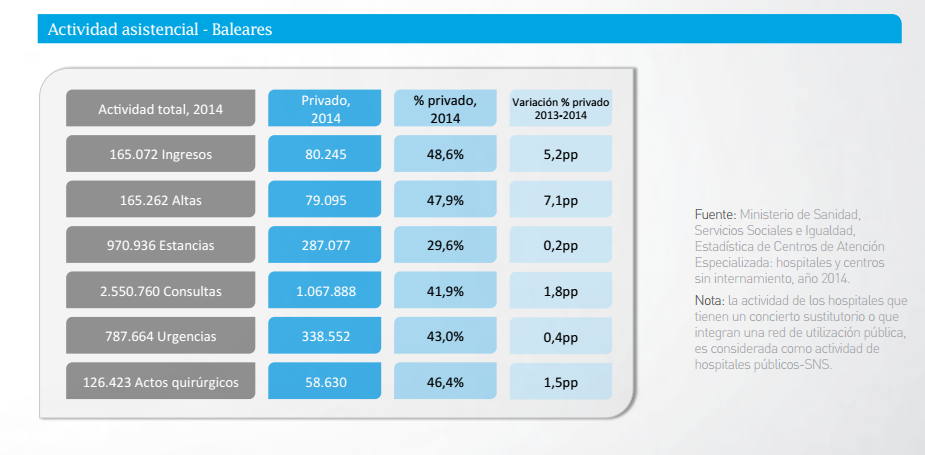 Actividad asistencial - Baleares
Actividad total, 2014
Privado,
2014
% privado,
2014
Variación % privado
2013-2014
165.072 Ingresos
80.245
48,6%
5,2pp
165.262 Altas
79.095
47,9%
7,1pp
970.936 Estancias
287.077
29,6%
0,2pp
2.550.760 Consultas
1.067.888
41,9%
1,8pp
787.664 Urgencias
338.552
43,0%
0,4pp
126.423 Actos quirúrgicos
58.630
46,4%
1,5pp
Fuente: Ministerio de Sanidad,
Servicios Sociales e Igualdad,
Estadística de Centros de Atención
Especializada: hospitales y centros
sin internamiento, año 2014.
Nota: la actividad de los hospitales que
tienen un concierto sustitutorio o que
integran una red de utilización pública,
es considerada como actividad de
hospitales públicos-SNS.